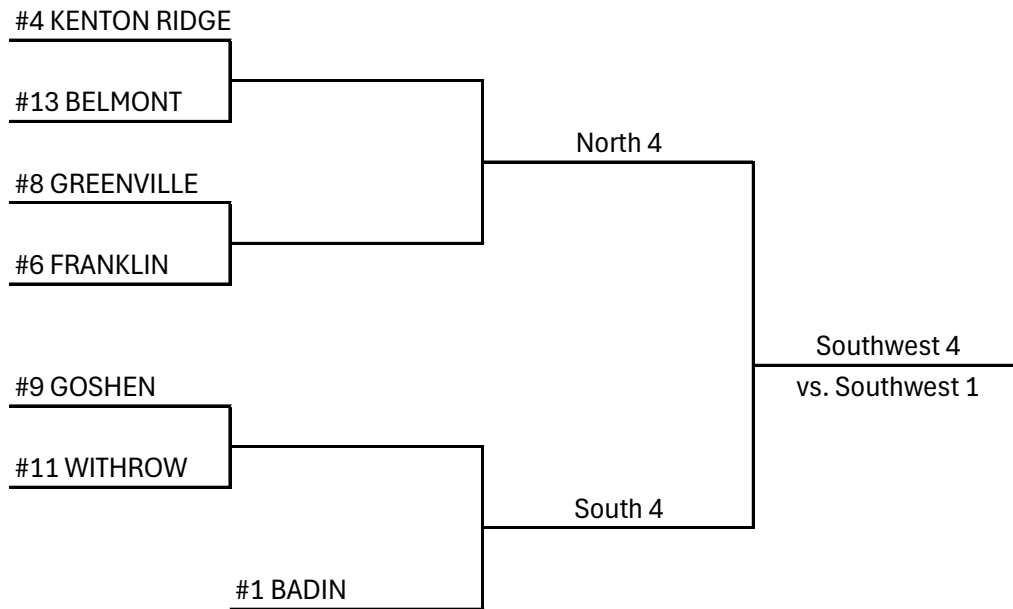 #4 KENTON RIDGE
#13 BELMONT
North 4
#8 GREENVILLE
#6 FRANKLIN
Southwest 4
vs. Southwest 1
#9 GOSHEN
#11 WITHROW
South 4
#1 BADIN